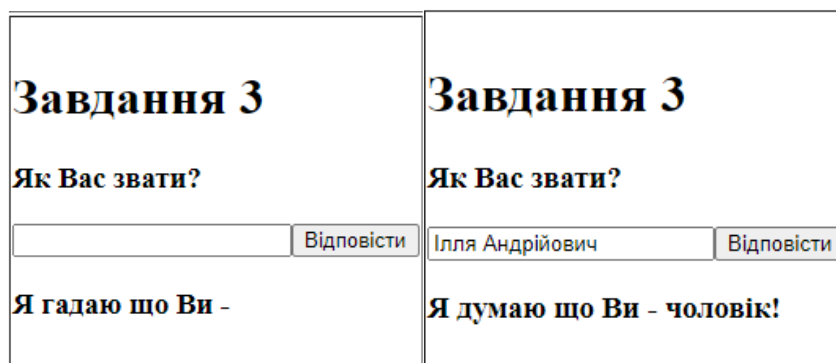 Завдання 3
Як Вас звати?
Відповісти
Я гадаю що Ви -
Завдання 3
Як Вас звати?
Ілля Андрійович Відповісти
Я думаю що Ви - чоловік!